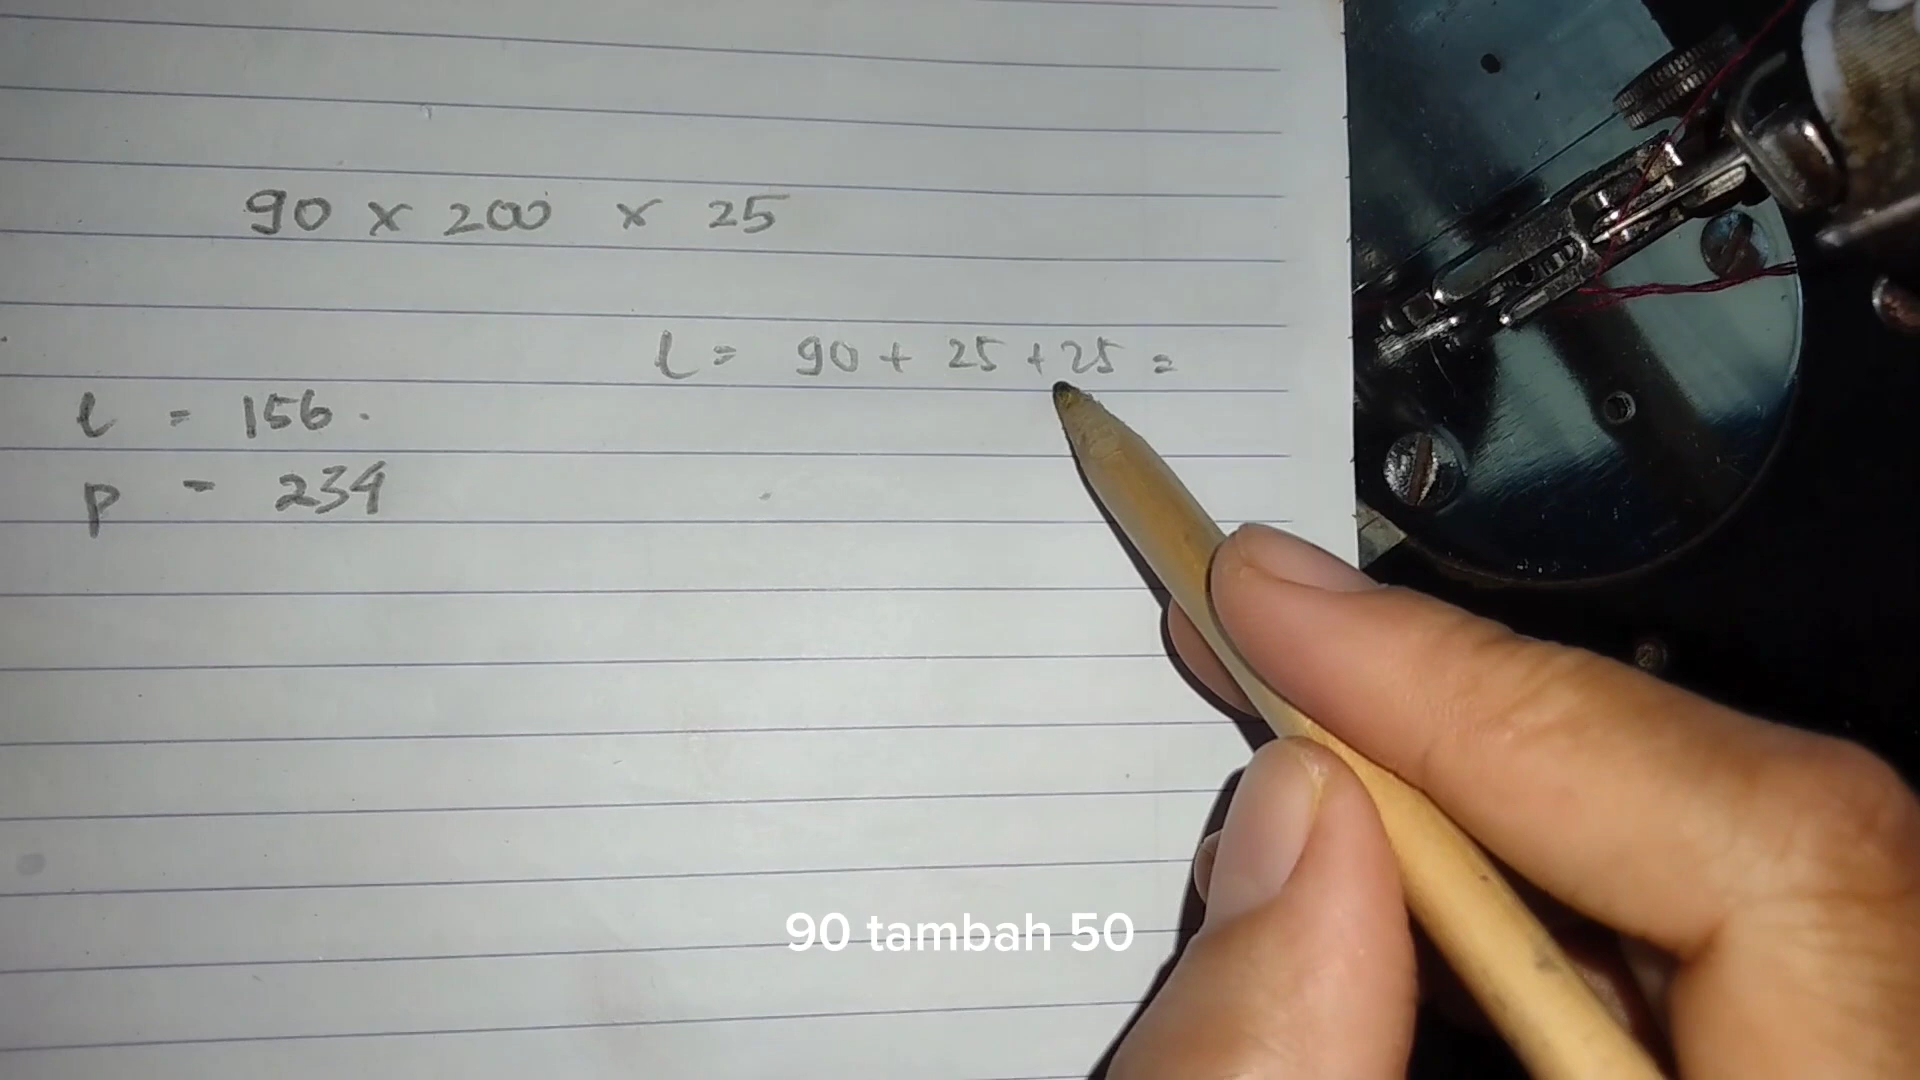 90 x 200 x 25
l = 90 + 25 + 25 =
l = 156.
p = 234
90 tambah 50